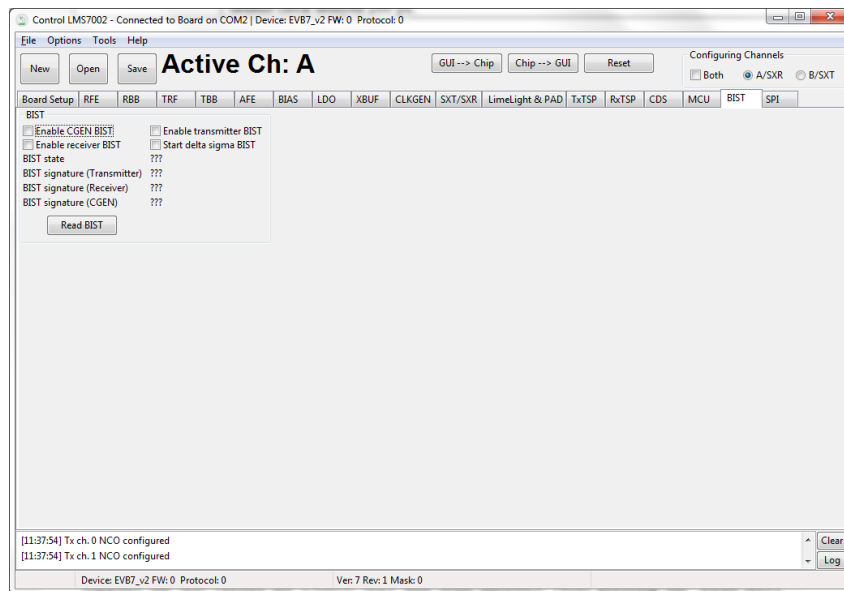 Control LMS7002 - Connected to Board on COM2 | Device: EVB7_v2 FW: 0 Protocol: 0
File Options Tools Help
New Open Save Active Ch: A GUI --> Chip Chip --> GUI Reset
Configuring Channels
Both A/SXR B/SXT
Board Setup RFE RBB TRF TBB AFE BIAS LDO XBUF CLKGEN SXT/SXR LimeLight & PAD TxTSP RxTSP CDS MCU BIST SPI
BIST
Enable CGEN BIST Enable transmitter BIST
Enable receiver BIST Start delta sigma BIST
BIST state ???
BIST signature (Transmitter) ???
BIST signature (Receiver) ???
BIST signature (CGEN) ???
Read BIST
[11:37:54] Tx ch. 0 NCO configured
[11:37:54] Tx ch. 1 NCO configured
Clear
Log
Device: EVB7_v2 FW: 0 Protocol: 0 Ver: 7 Rev: 1 Mask: 0